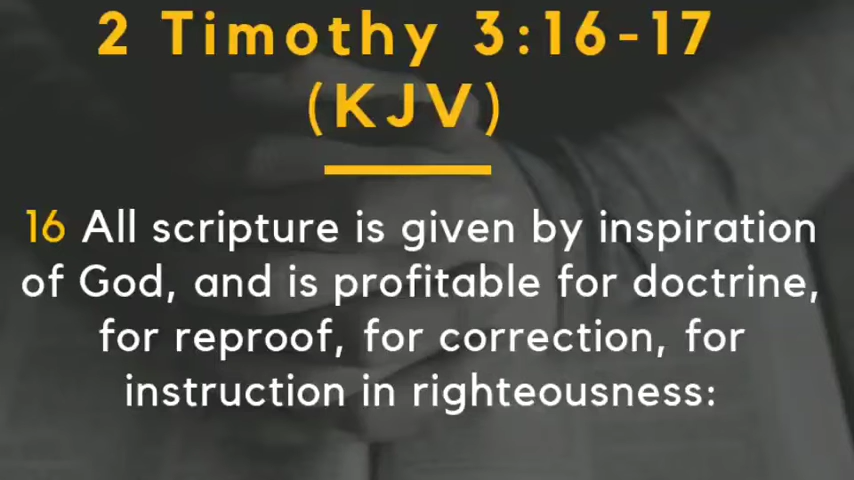 2 Timothy 3:16-17
(KJV)
16 All scripture is given by inspiration
of God, and is profitable for doctrine,
for reproof, for correction, for
instruction in righteousness: